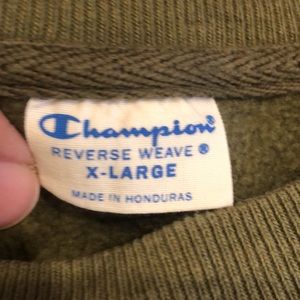 Champion®
REVERSE WEAVE®
X-LARGE
MADE IN HONDURAS